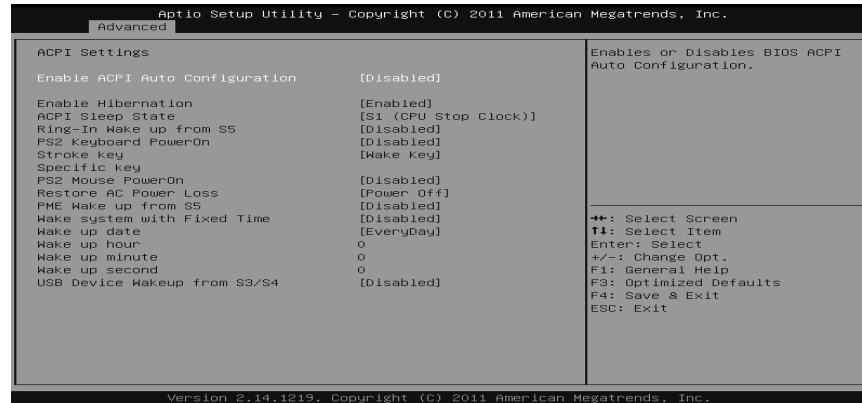 Aptio Setup Utility – Copyright (C) 2011 American Megatrends, Inc.
Advanced
ACPI Settings
Enable ACPI Auto Configuration [Disabled]
Enable Hibernation [Enabled]
ACPI Sleep State [S1 (CPU Stop Clock)]
Ring-In Wake up from S5 [Disabled]
PS2 Keyboard PowerOn [Disabled]
Stroke key [Wake Key]
Specific key
PS2 Mouse PowerOn [Disabled]
Restore AC Power Loss [Power Off]
PME Wake up from S5 [Disabled]
Wake system with Fixed Time [Disabled]
Wake up date [EveryDay]
Wake up hour 0
Wake up minute 0
Wake up second 0
USB Device Wakeup from S3/S4 [Disabled]
Enables or Disables BIOS ACPI
Auto Configuration.
→←: Select Screen
↑↓: Select Item
Enter: Select
+/-: Change Opt.
F1: General Help
F3: Optimized Defaults
F4: Save & Exit
ESC: Exit
Version 2.14.1219. Copyright (C) 2011 American Megatrends, Inc.